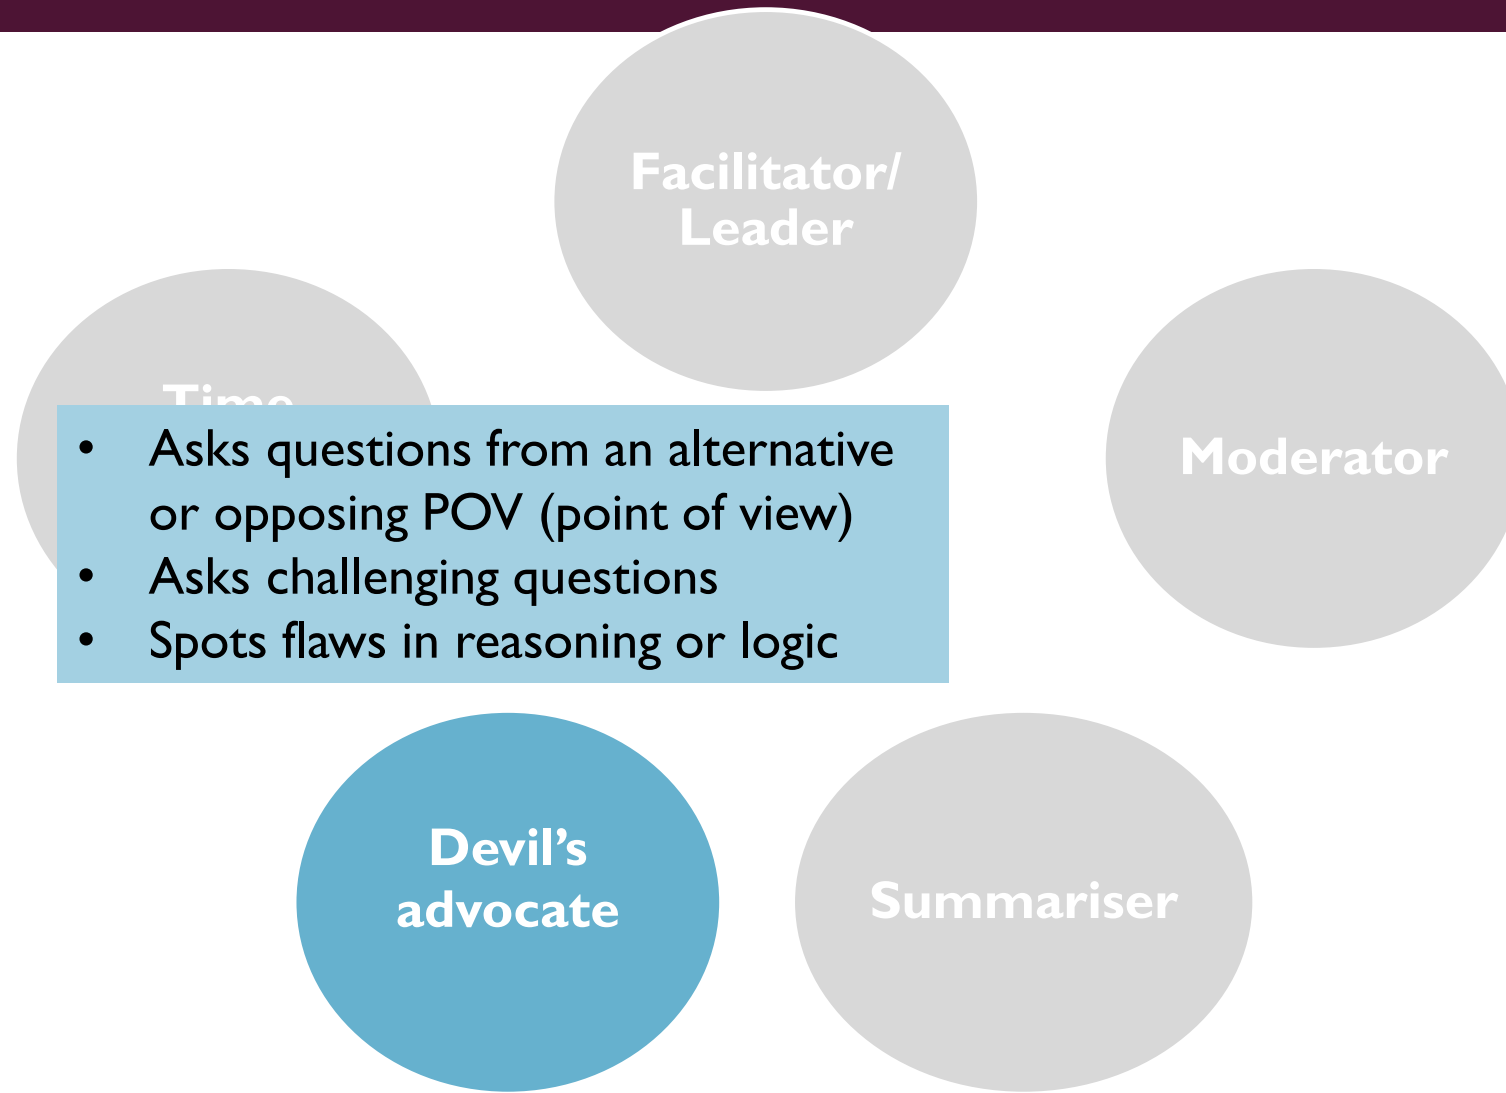 Facilitator/
Leader
Time
• Asks questions from an alternative
or opposing POV (point of view)
• Asks challenging questions
• Spots flaws in reasoning or logic
Moderator
Devil’s
advocate
Summariser